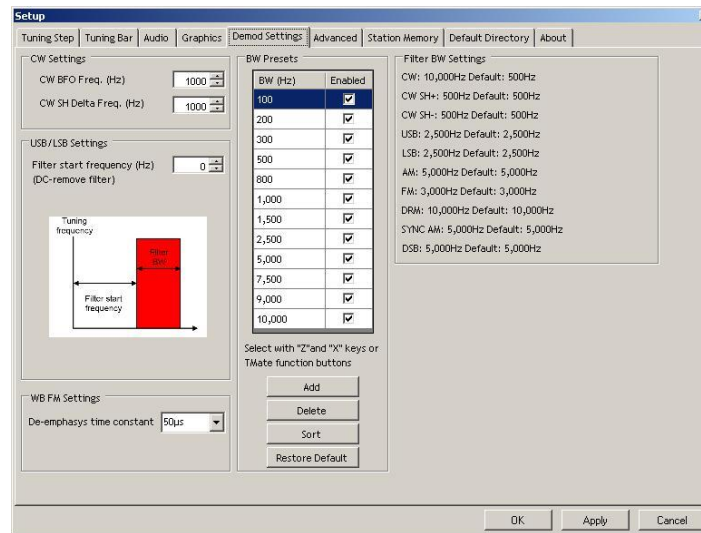 Setup
Tuning Step Tuning Bar Audio Graphics Demod Settings Advanced Station Memory Default Directory About
CW Settings
CW BFO Freq. (Hz) 1000
CW SH Delta Freq. (Hz) 1000
USB/LSB Settings
Filter start frequency (Hz) 0
(DC-remove filter)
Tuning
frequency
Filter
BW
Filter start
frequency
WB FM Settings
De-emphasys time constant 50µs
BW Presets
BW (Hz) Enabled
100
200
300
500
800
1,000
1,500
2,500
5,000
7,500
9,000
10,000
Select with "Z"and "X" keys or
TMate function buttons
Add
Delete
Sort
Restore Default
Filter BW Settings
CW: 10,000Hz Default: 500Hz
CW SH+: 500Hz Default: 500Hz
CW SH-: 500Hz Default: 500Hz
USB: 2,500Hz Default: 2,500Hz
LSB: 2,500Hz Default: 2,500Hz
AM: 5,000Hz Default: 5,000Hz
FM: 3,000Hz Default: 3,000Hz
DRM: 10,000Hz Default: 10,000Hz
SYNC AM: 5,000Hz Default: 5,000Hz
DSB: 5,000Hz Default: 5,000Hz
OK Apply Cancel